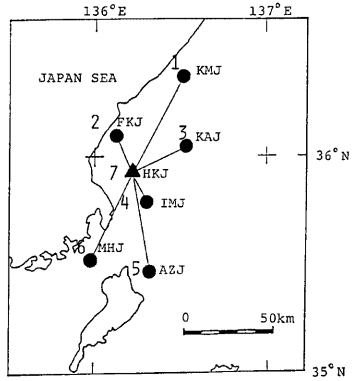 136°E
137°E
JAPAN SEA
1
KMJ
2
FKJ
3
KAJ
36°N
7
HKJ
4
IMJ
6
MHJ
5
AZJ
0
50km
35°N